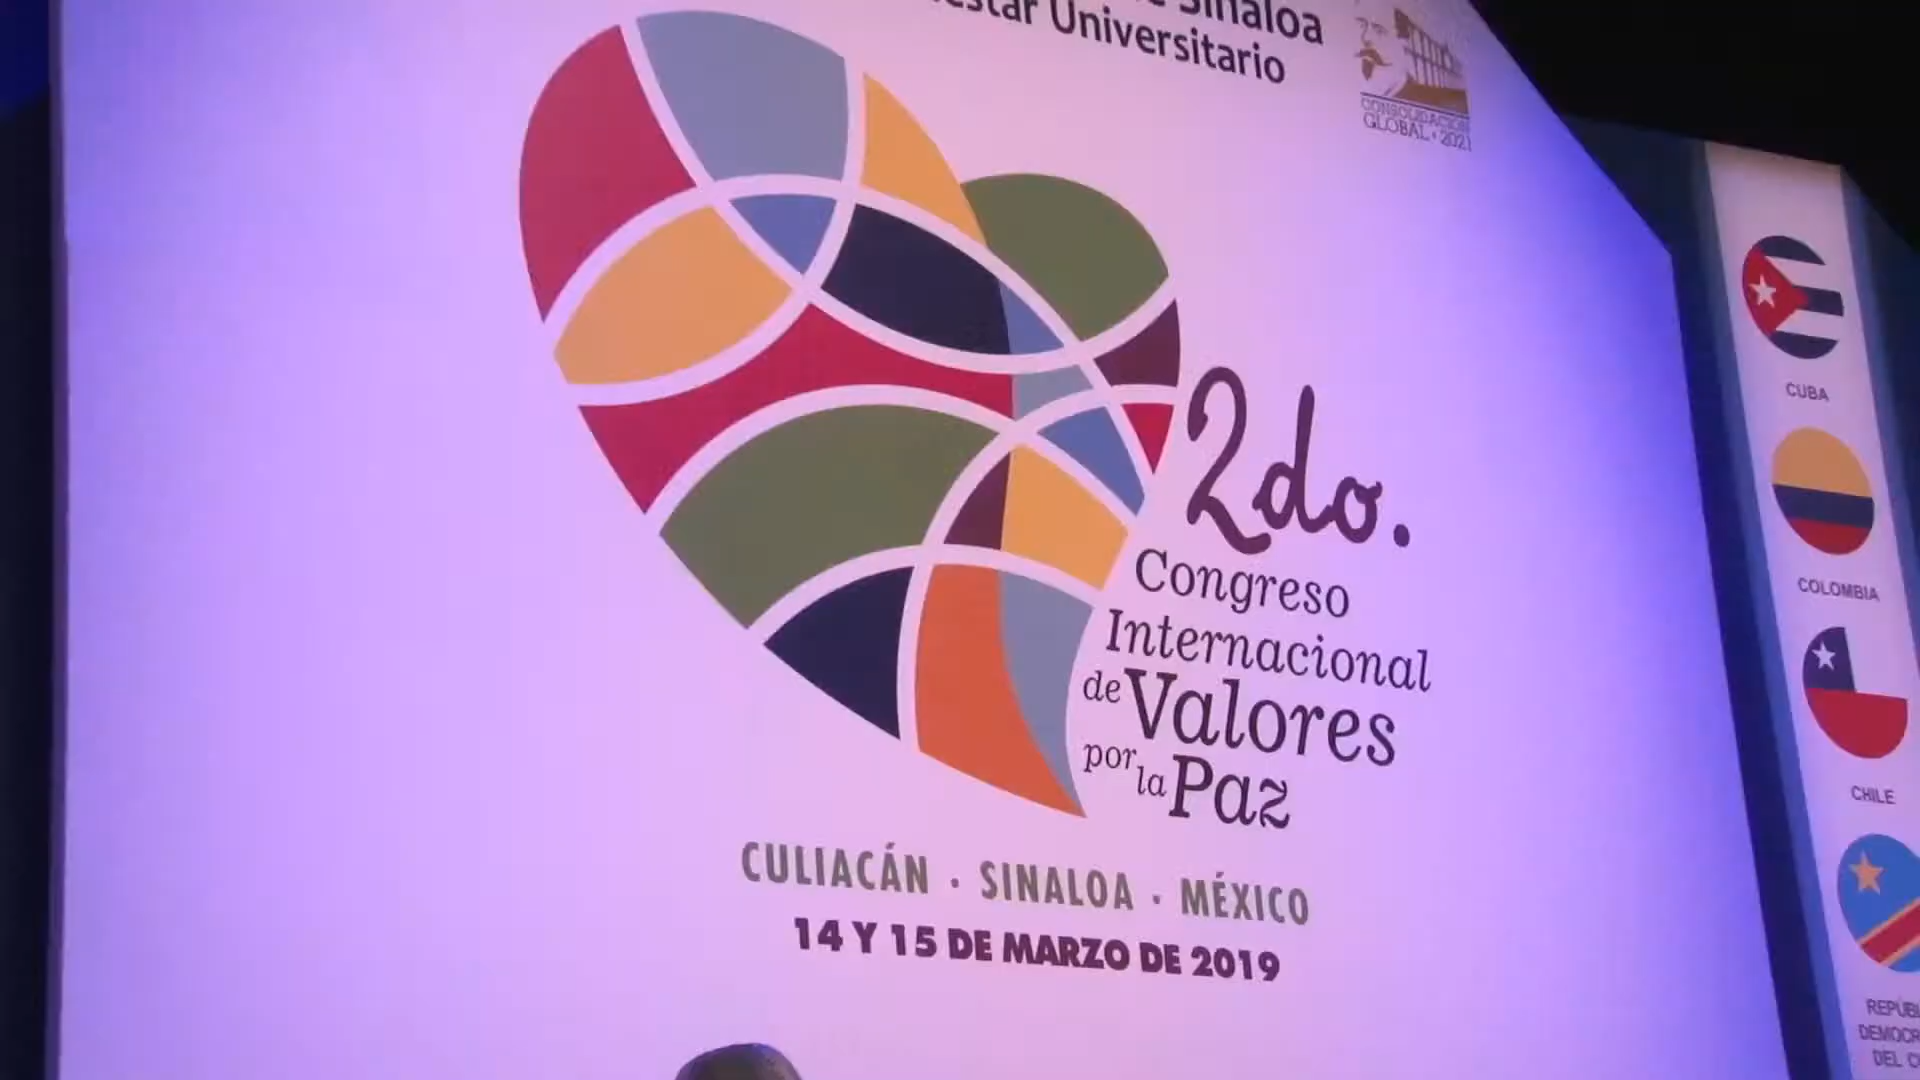 Sinaloa
Universitario
CONSOLIDACIÓN
GLOBAL • 2021
2do.
Congreso
Internacional
de Valores
por la Paz
CULIACÁN · SINALOA · MÉXICO
14 Y 15 DE MARZO DE 2019
CUBA
COLOMBIA
CHILE